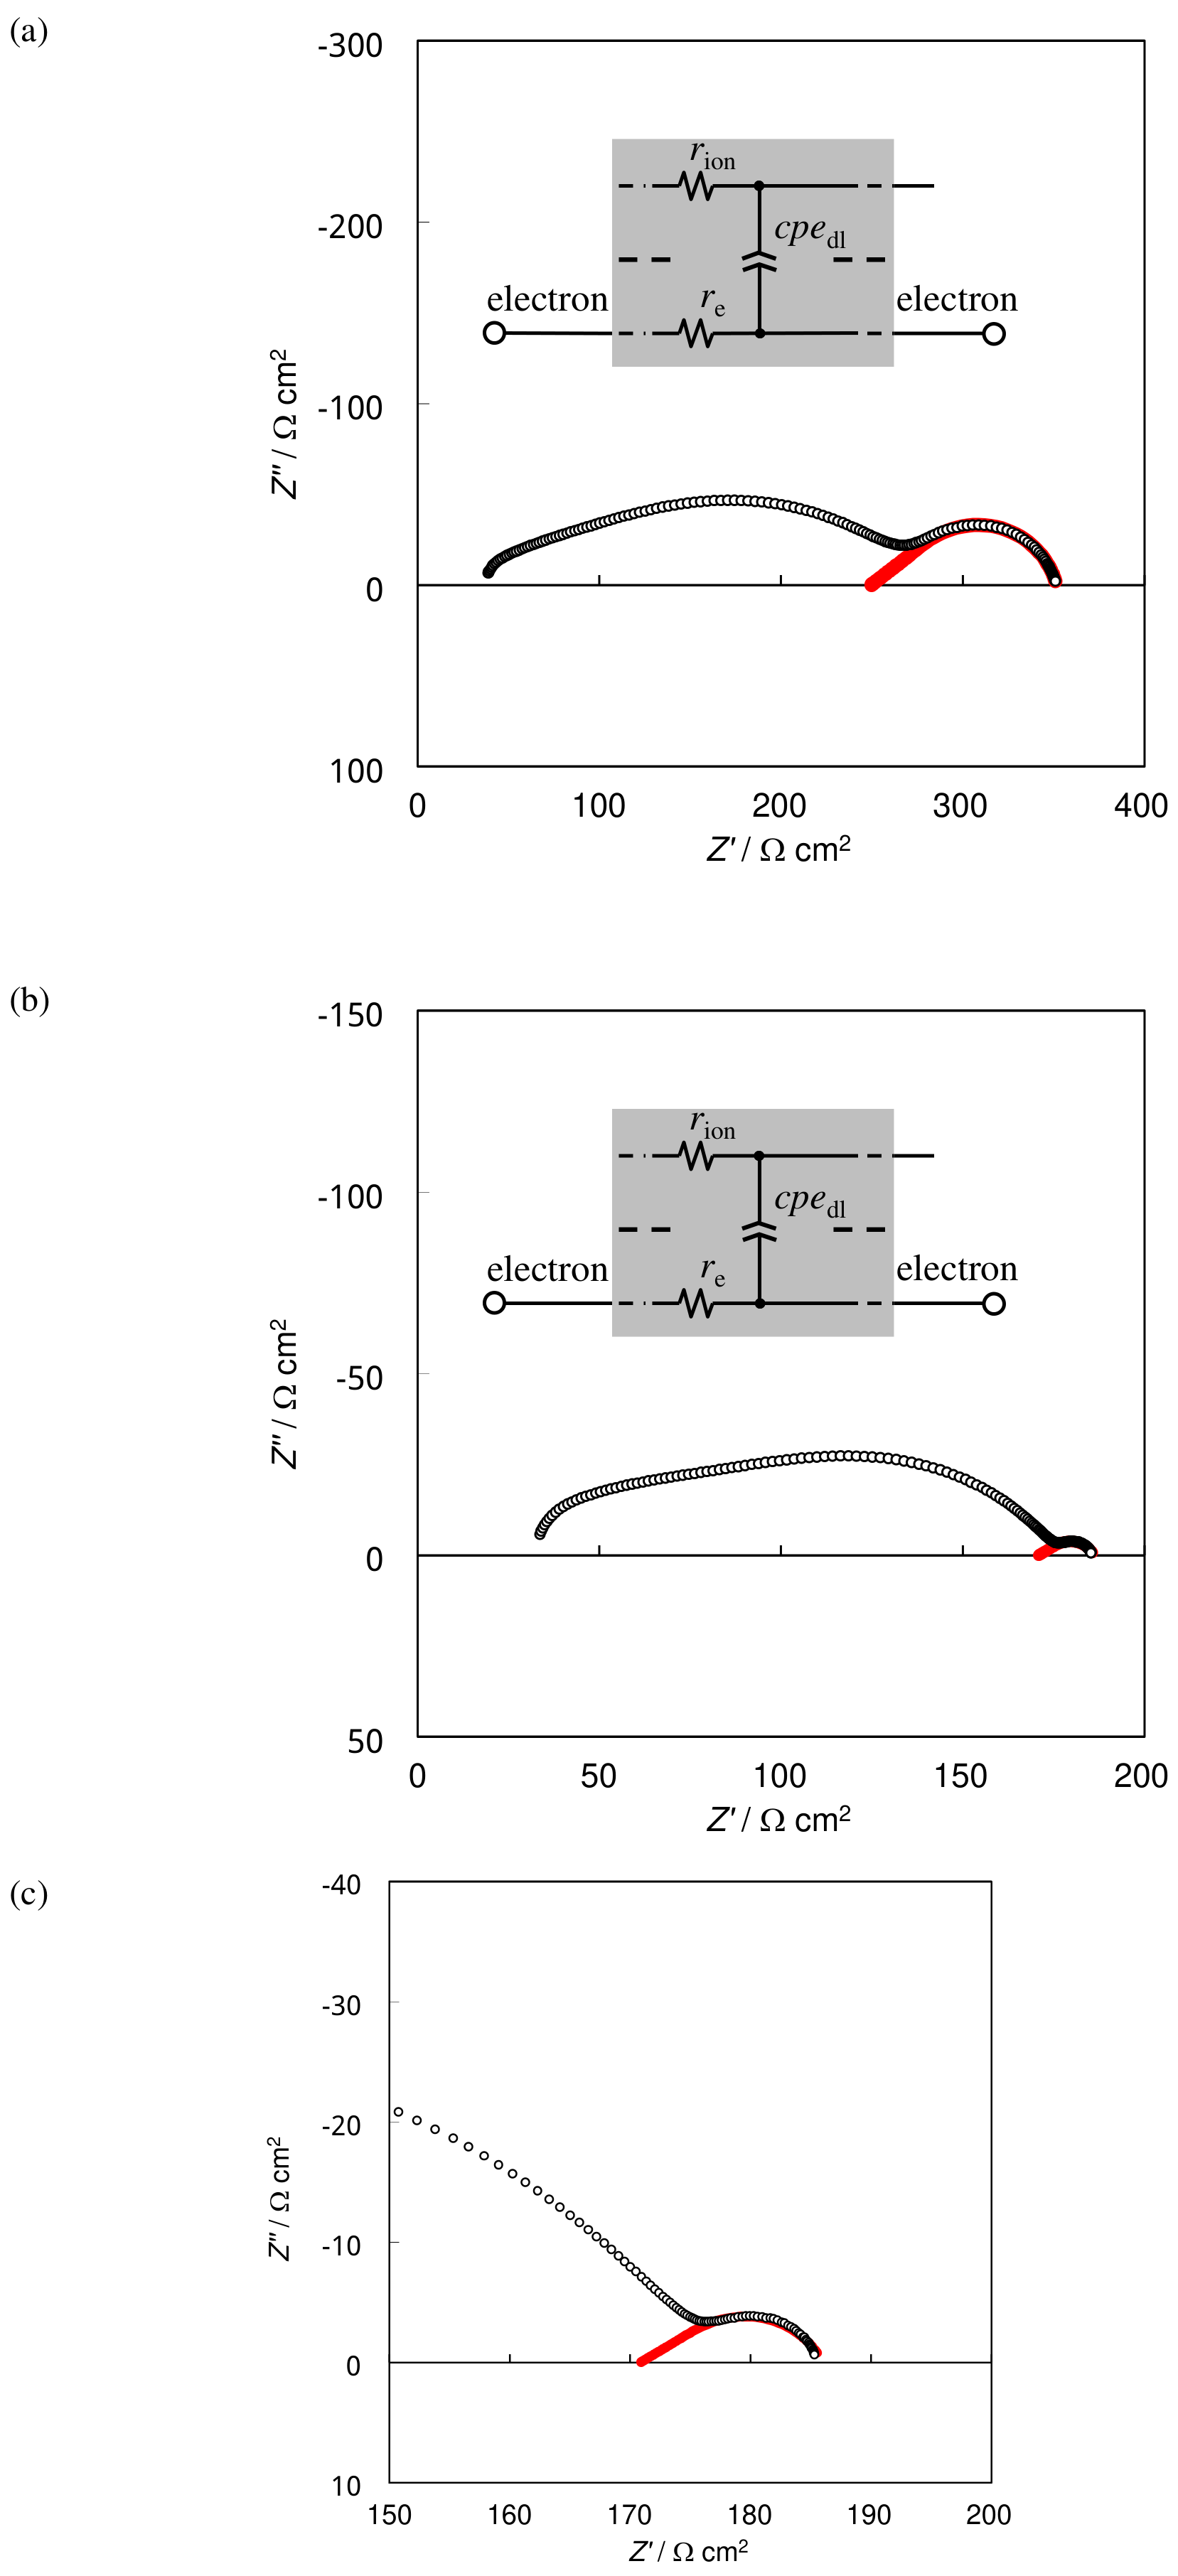 (a)
-300
-200
-100
0
100
Z" / Ω cm²
r_ion
cpe_dl
r_e
electron
electron
0 100 200 300 400
Z' / Ω cm²
(b)
-150
-100
-50
0
50
Z" / Ω cm²
r_ion
cpe_dl
r_e
electron
electron
0 50 100 150 200
Z' / Ω cm²
(c)
-40
-30
-20
-10
0
10
Z" / Ω cm²
150 160 170 180 190 200
Z' / Ω cm²